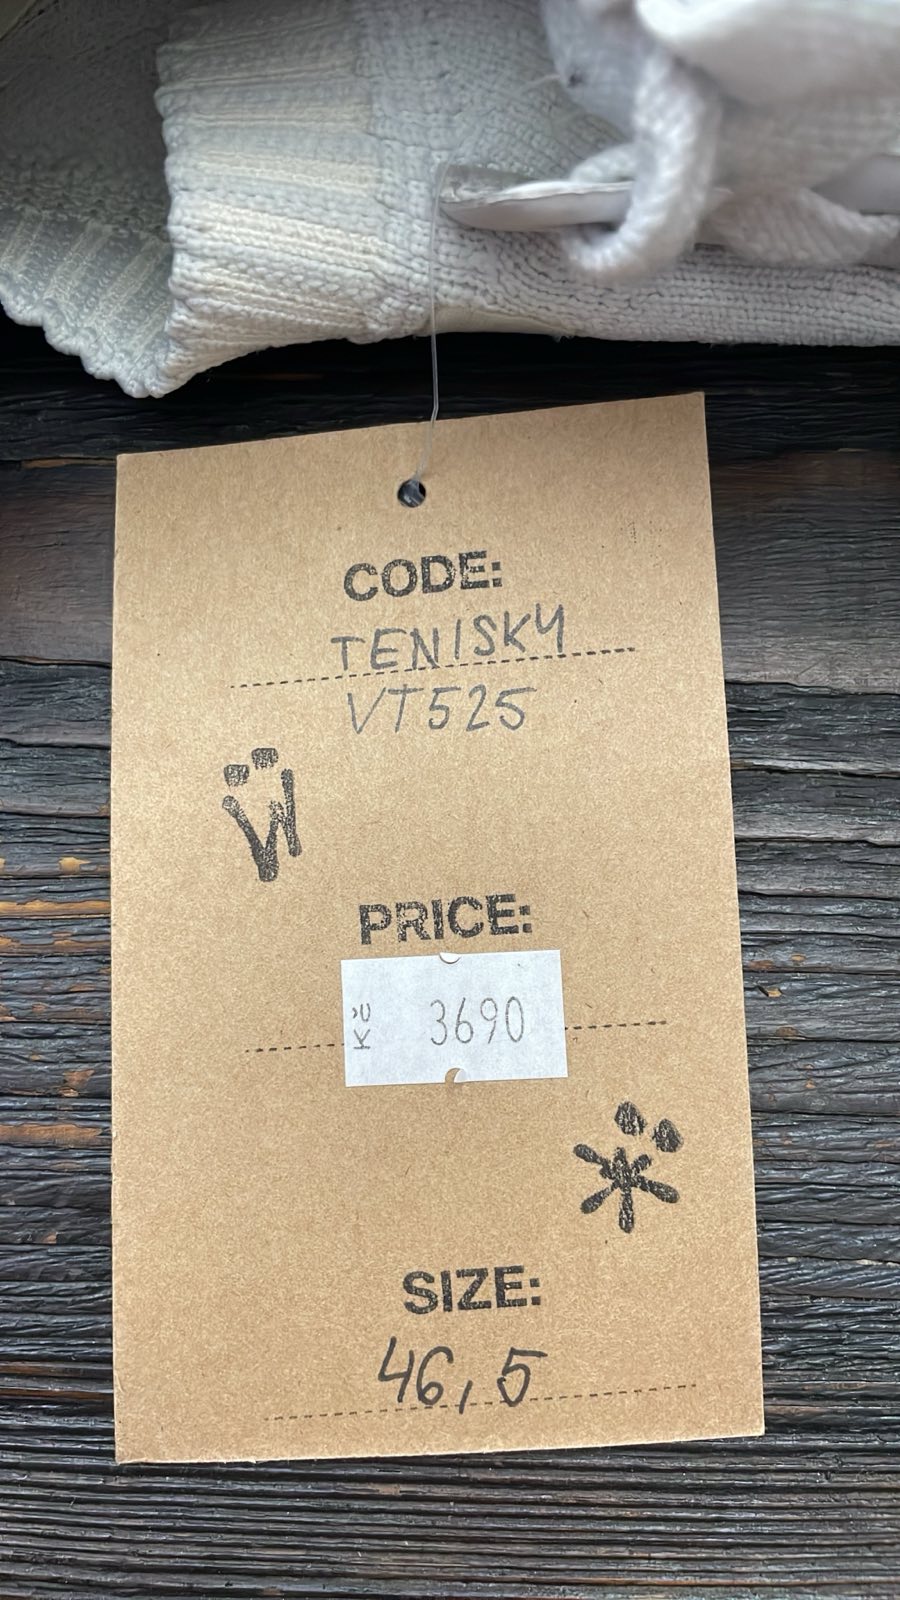 CODE:
TENISKY
VT525
PRICE:
Kč 3690
SIZE:
46,5